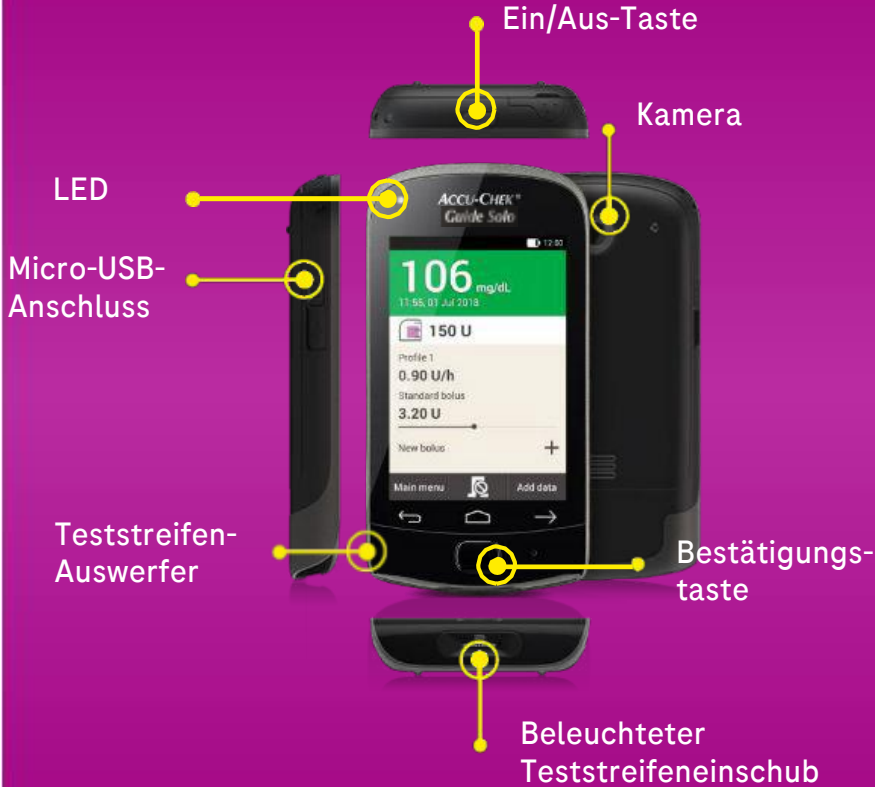 Ein/Aus-Taste
Kamera
LED
Micro-USB-
Anschluss
ACCU-CHEK®
Guide Solo
12:00
106 mg/dL
11:55, 01 Jul 2018
150 U
Profile 1
0.90 U/h
Standard bolus
3.20 U
New bolus +
Main menu
Add data
Teststreifen-
Auswerfer
Bestätigungs-
taste
Beleuchteter
Teststreifeneinschub